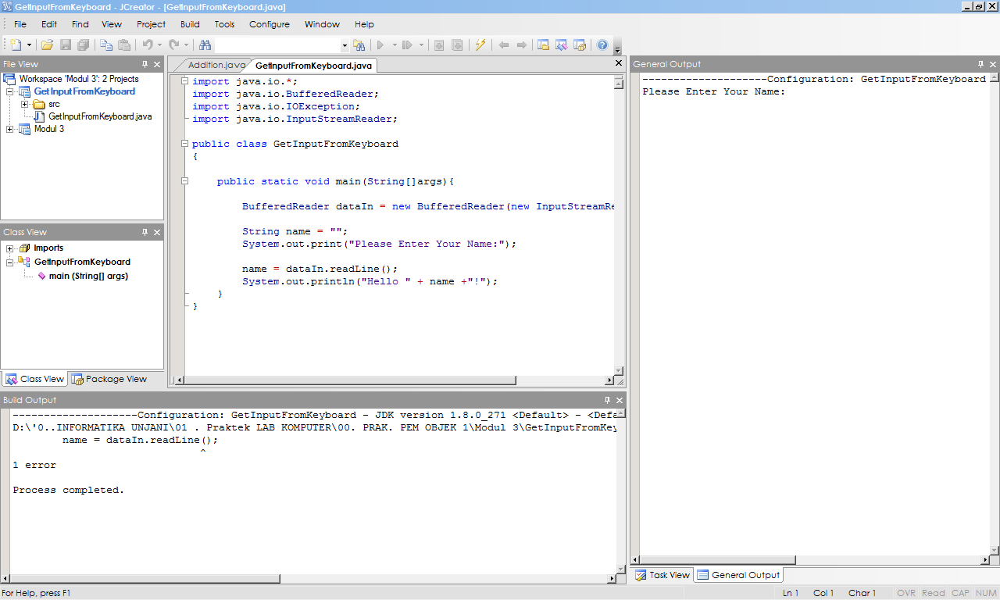 GetInputFromKeyboard - JCreator - [GetInputFromKeyboard.java]
File Edit Find View Project Build Tools Configure Window Help
File View
Workspace 'Modul 3': 2 Projects
GetInputFromKeyboard
src
GetInputFromKeyboard.java
Modul 3
Class View
Imports
GetInputFromKeyboard
main (String[] args)
Class View Package View
Addition.java GetInputFromKeyboard.java
import java.io.*;
import java.io.BufferedReader;
import java.io.IOException;
import java.io.InputStreamReader;
public class GetInputFromKeyboard
{
public static void main(String[]args){
BufferedReader dataIn = new BufferedReader(new InputStreamRe
String name = "";
System.out.print("Please Enter Your Name:");
name = dataIn.readLine();
System.out.println("Hello " + name +"!");
}
}
Build Output
--------------------Configuration: GetInputFromKeyboard - JDK version 1.8.0_271 <Default> - <Defa
D:\'0..INFORMATIKA UNJANI\01 . Praktek LAB KOMPUTER\00. PRAK. PEM OBJEK 1\Modul 3\GetInputFromKey
name = dataIn.readLine();
^
1 error
Process completed.
General Output
--------------------Configuration: GetInputFromKeyboard
Please Enter Your Name:
Task View General Output
For Help, press F1
Ln 1 Col 1 Char 1 OVR Read CAP NUM